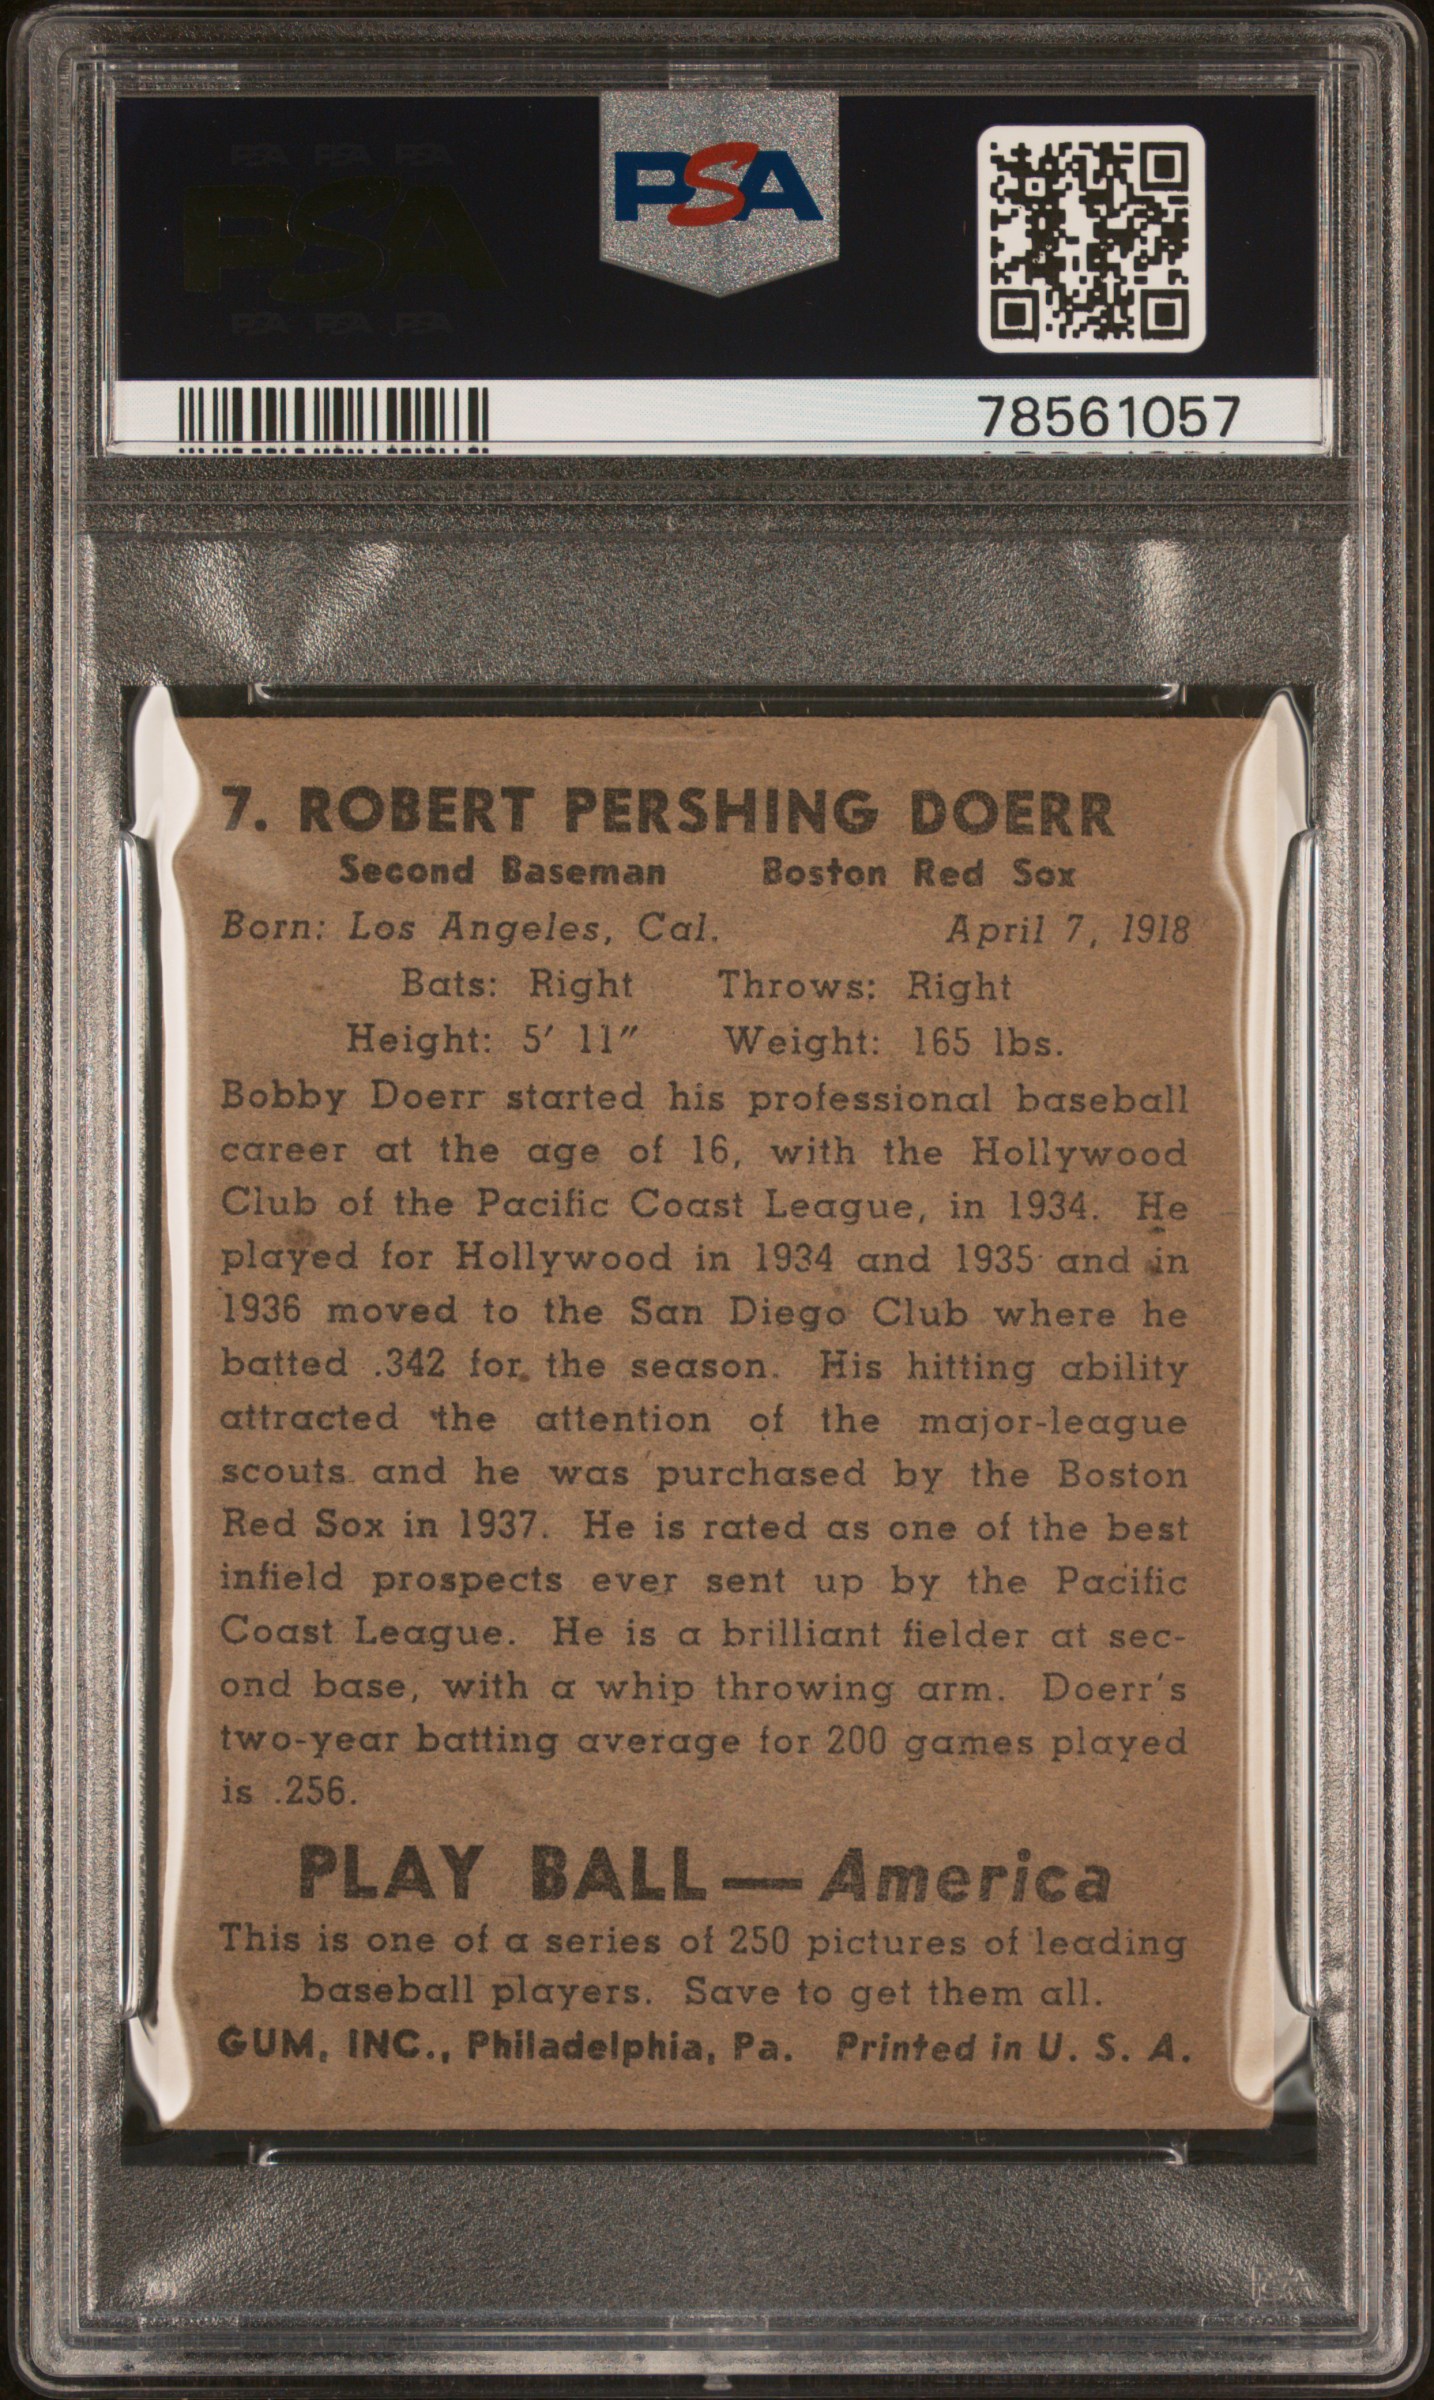 PSA PSA PSA
PSA
PSA PSA PSA
PSA
78561057
7. ROBERT PERSHING DOERR
Second Baseman Boston Red Sox
Born: Los Angeles, Cal. April 7, 1918
Bats: Right Throws: Right
Height: 5' 11" Weight: 165 lbs.
Bobby Doerr started his professional baseball
career at the age of 16, with the Hollywood
Club of the Pacific Coast League, in 1934. He
played for Hollywood in 1934 and 1935 and in
1936 moved to the San Diego Club where he
batted .342 for the season. His hitting ability
attracted the attention of the major-league
scouts and he was purchased by the Boston
Red Sox in 1937. He is rated as one of the best
infield prospects ever sent up by the Pacific
Coast League. He is a brilliant fielder at sec-
ond base, with a whip throwing arm. Doerr's
two-year batting average for 200 games played
is .256.
PLAY BALL—America
This is one of a series of 250 pictures of leading
baseball players. Save to get them all.
GUM, INC., Philadelphia, Pa. Printed in U. S. A.